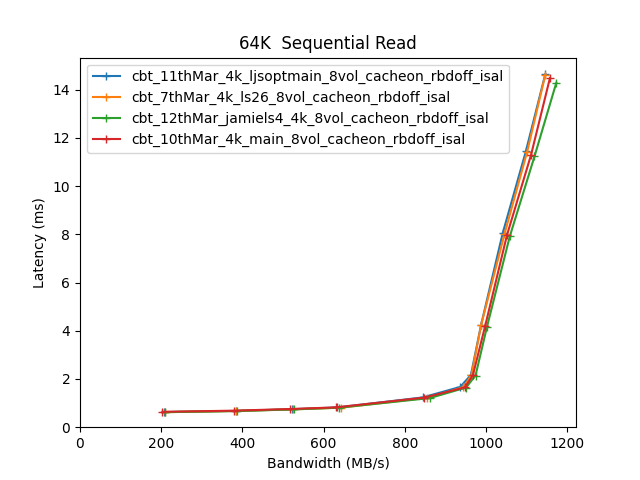 64K  Sequential Read
cbt_11thMar_4k_ljsoptmain_8vol_cacheon_rbdoff_isal
cbt_7thMar_4k_ls26_8vol_cacheon_rbdoff_isal
cbt_12thMar_jamiels4_4k_8vol_cacheon_rbdoff_isal
cbt_10thMar_4k_main_8vol_cacheon_rbdoff_isal
Latency (ms)
14
12
10
8
6
4
2
0
0 200 400 600 800 1000 1200
Bandwidth (MB/s)